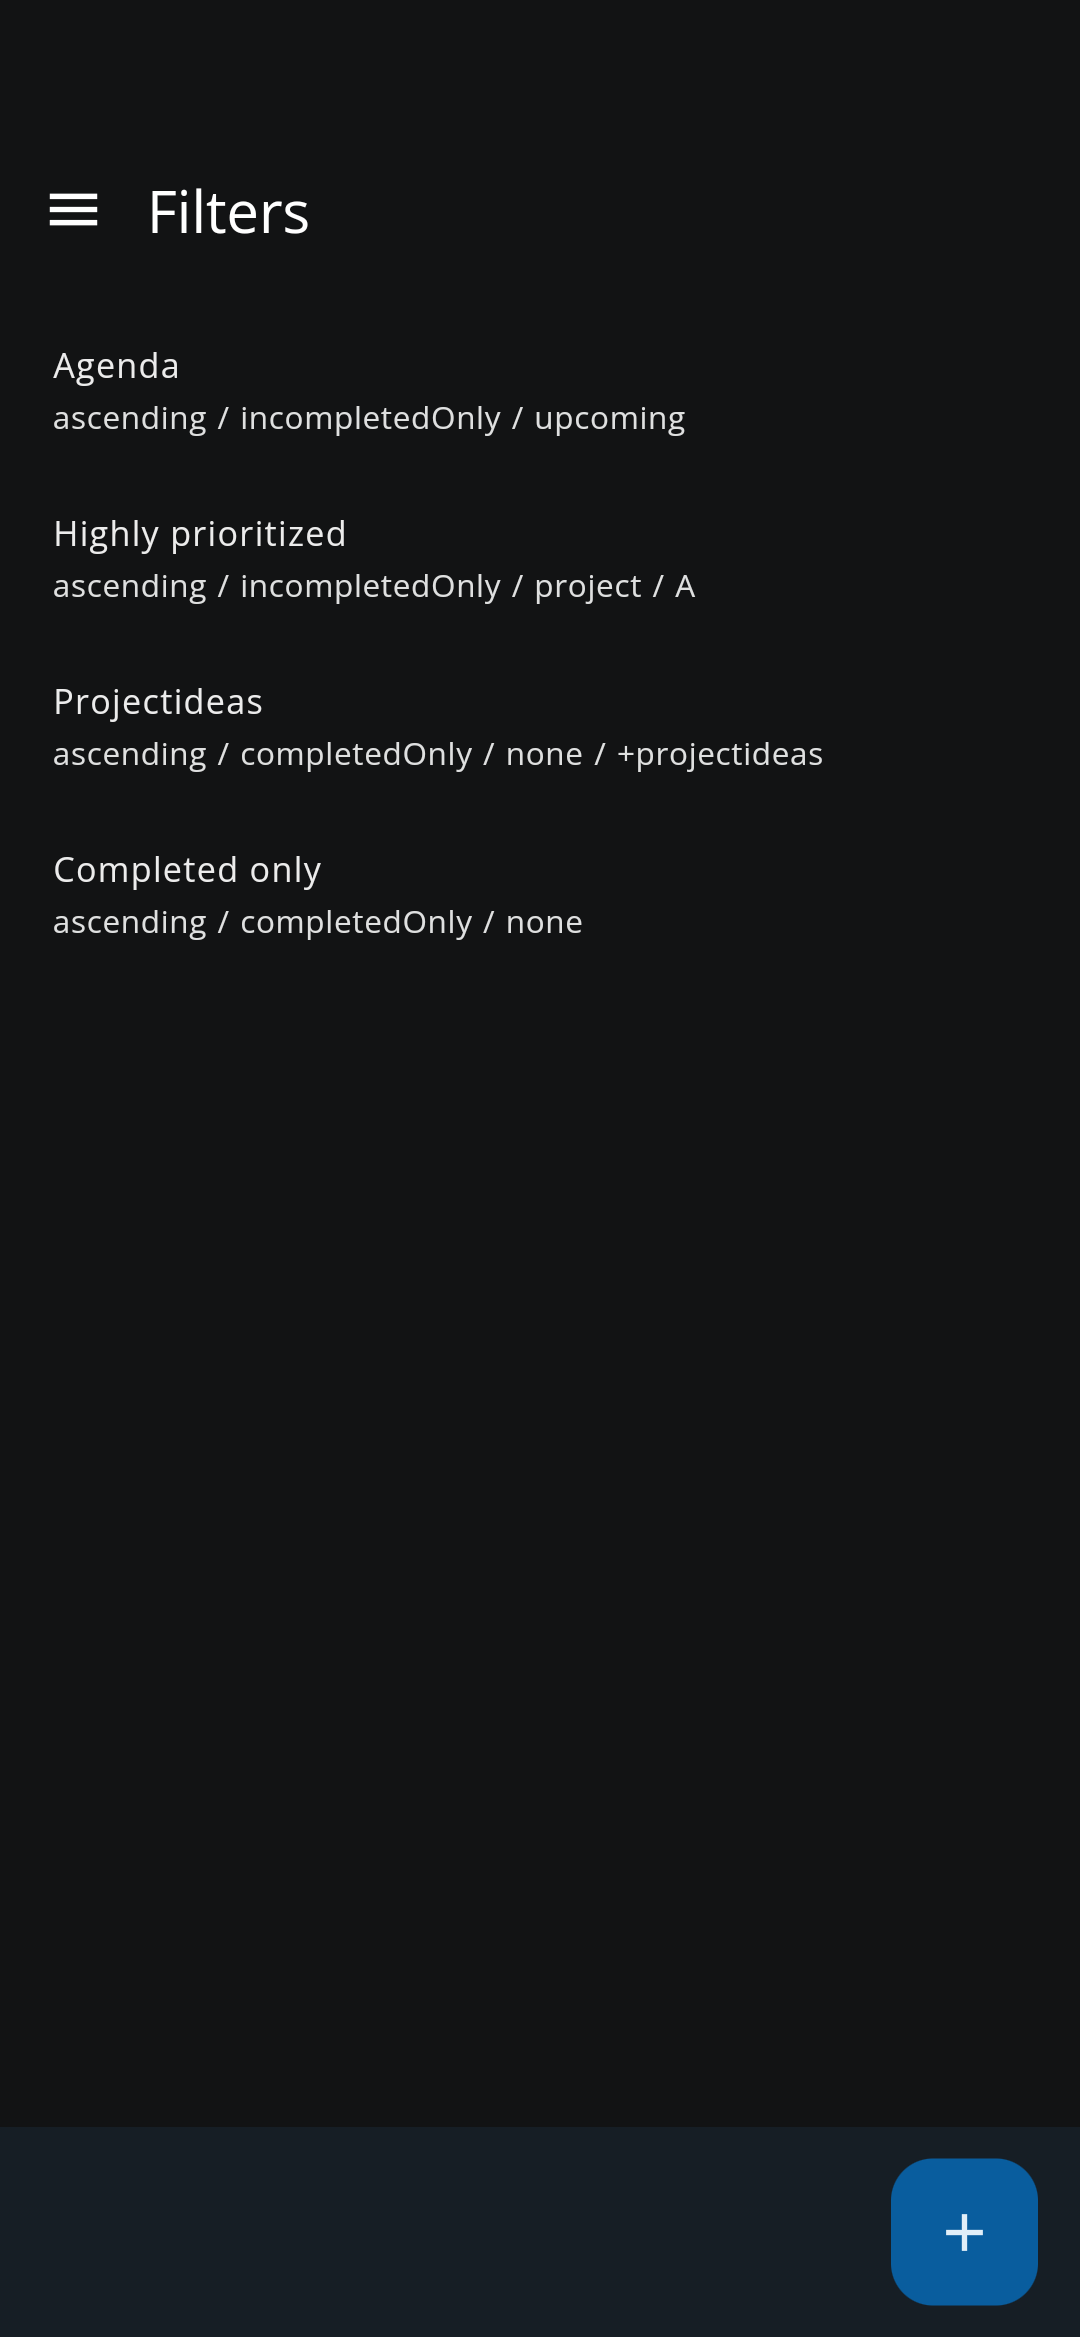 Filters
Agenda
ascending / incompletedOnly / upcoming
Highly prioritized
ascending / incompletedOnly / project / A
Projectideas
ascending / completedOnly / none / +projectideas
Completed only
ascending / completedOnly / none